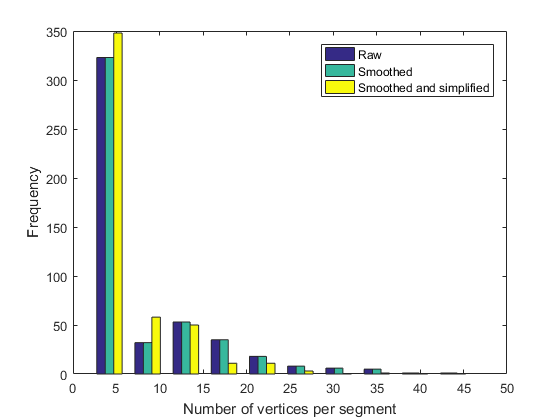 350
300
250
200
150
100
50
0
Frequency
Raw
Smoothed
Smoothed and simplified
0 5 10 15 20 25 30 35 40 45 50
Number of vertices per segment